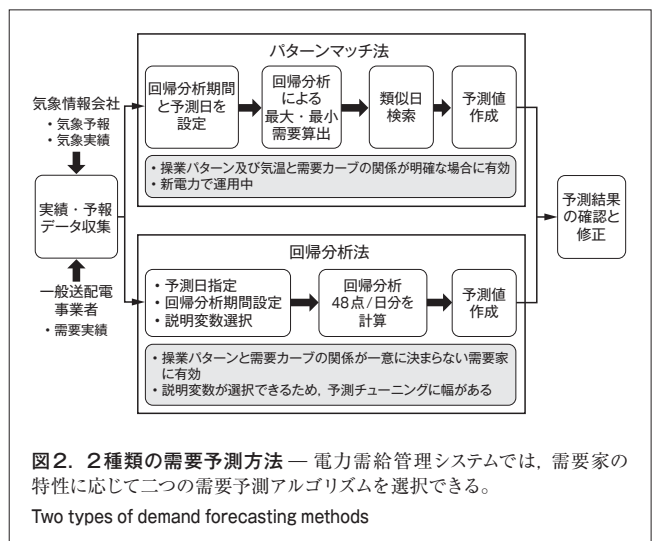 パターンマッチ法
気象情報会社
・気象予報
・気象実績
実績・予報
データ収集
一般送配電
事業者
・需要実績
回帰分析期間
と予測日を
設定
回帰分析
による
最大・最小
需要算出
類似日
検索
予測値
作成
・操業パターン及び気温と需要カーブの関係が明確な場合に有効
・新電力で運用中
回帰分析法
・予測日指定
・回帰分析期間設定
・説明変数選択
回帰分析
48点/日分を
計算
予測値
作成
・操業パターンと需要カーブの関係が一意に決まらない需要家
に有効
・説明変数が選択できるため，予測チューニングに幅がある
予測結果
の確認と
修正
図2．2種類の需要予測方法 — 電力需給管理システムでは，需要家の
特性に応じて二つの需要予測アルゴリズムを選択できる。
Two types of demand forecasting methods